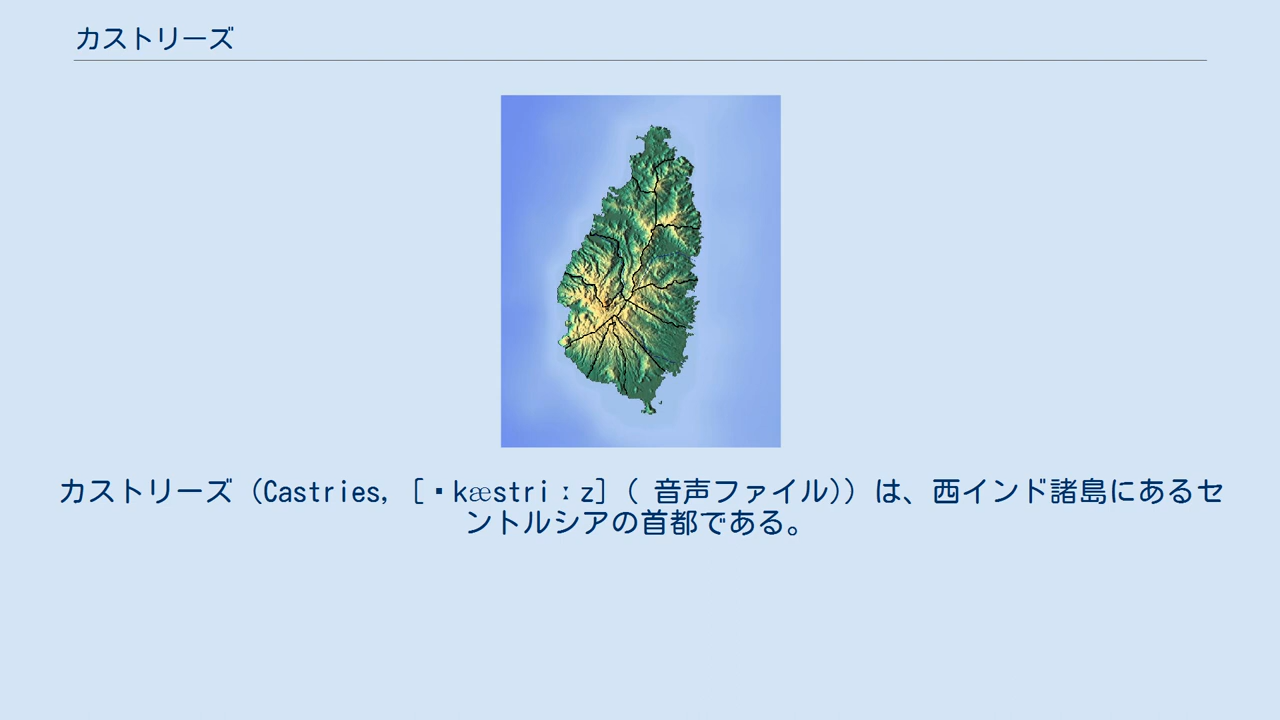 カストリーズ
カストリーズ（Castries, [ˈkæstriːz]( 音声ファイル)）は、西インド諸島にあるセ
ントルシアの首都である。